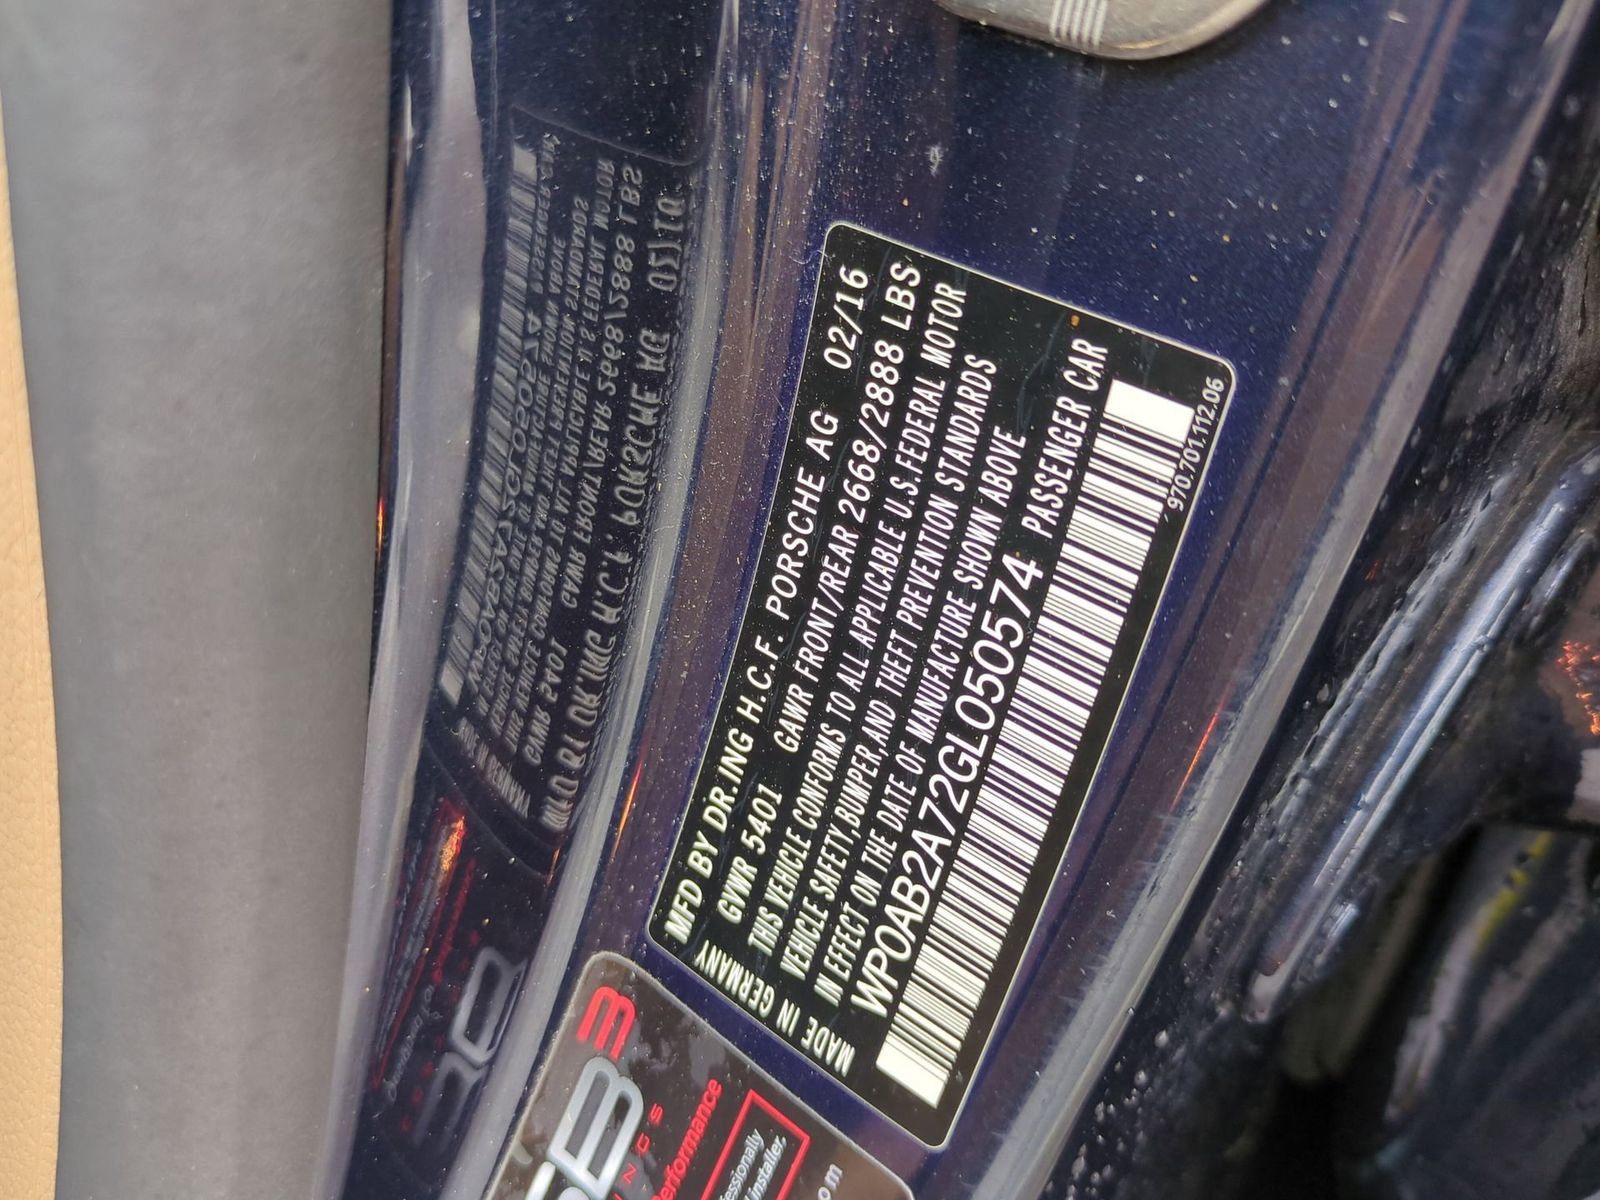 MFD BY DR.ING H.C.F. PORSCHE AG 02/16
GVWR 5401 GAWR FRONT/REAR 2668/2888 LBS
THIS VEHICLE CONFORMS TO ALL APPLICABLE U.S.FEDERAL MOTOR
VEHICLE SAFETY,BUMPER,AND THEFT PREVENTION STANDARDS
IN EFFECT ON THE DATE OF MANUFACTURE SHOWN ABOVE
WP0AB2A72GL050574 PASSENGER CAR
MADE IN GERMANY
970.701.112.06
Performance
installer.